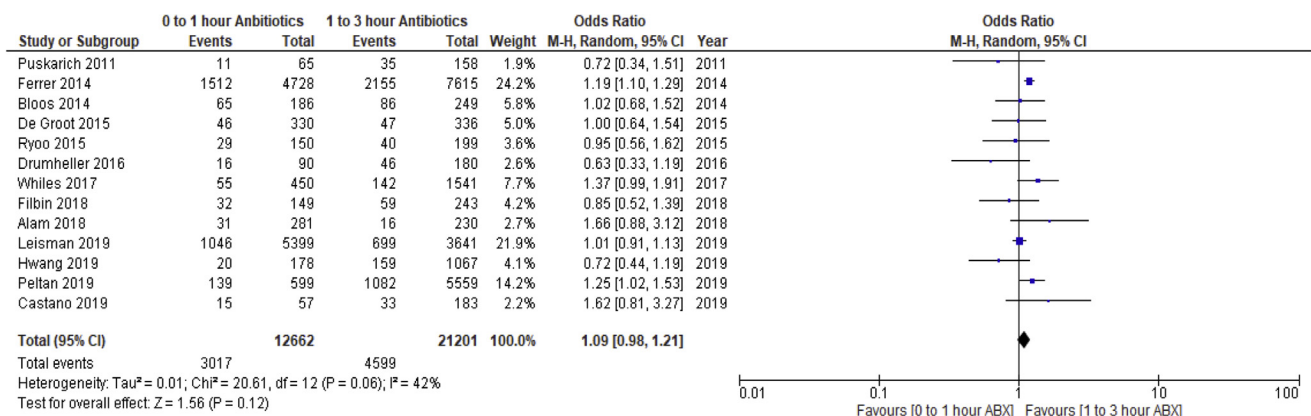 0 to 1 hour Anbitiotics 1 to 3 hour Antibiotics Odds Ratio Odds Ratio
Study or Subgroup Events Total Events Total Weight M-H, Random, 95% CI Year M-H, Random, 95% CI
Puskarich 2011 11 65 35 158 1.9% 0.72 [0.34, 1.51] 2011
Ferrer 2014 1512 4728 2155 7615 24.2% 1.19 [1.10, 1.29] 2014
Bloos 2014 65 186 86 249 5.8% 1.02 [0.68, 1.52] 2014
De Groot 2015 46 330 47 336 5.0% 1.00 [0.64, 1.54] 2015
Ryoo 2015 29 150 40 199 3.6% 0.95 [0.56, 1.62] 2015
Drumheller 2016 16 90 46 180 2.6% 0.63 [0.33, 1.19] 2016
Whiles 2017 55 450 142 1541 7.7% 1.37 [0.99, 1.91] 2017
Filbin 2018 32 149 59 243 4.2% 0.85 [0.52, 1.39] 2018
Alam 2018 31 281 16 230 2.7% 1.66 [0.88, 3.12] 2018
Leisman 2019 1046 5399 699 3641 21.9% 1.01 [0.91, 1.13] 2019
Hwang 2019 20 178 159 1067 4.1% 0.72 [0.44, 1.19] 2019
Peltan 2019 139 599 1082 5559 14.2% 1.25 [1.02, 1.53] 2019
Castano 2019 15 57 33 183 2.2% 1.62 [0.81, 3.27] 2019
Total (95% CI) 12662 21201 100.0% 1.09 [0.98, 1.21]
Total events 3017 4599
Heterogeneity: Tau² = 0.01; Chi² = 20.61, df = 12 (P = 0.06); I² = 42%
Test for overall effect: Z = 1.56 (P = 0.12)
0.01 0.1 1 10 100
Favours [0 to 1 hour ABX] Favours [1 to 3 hour ABX]